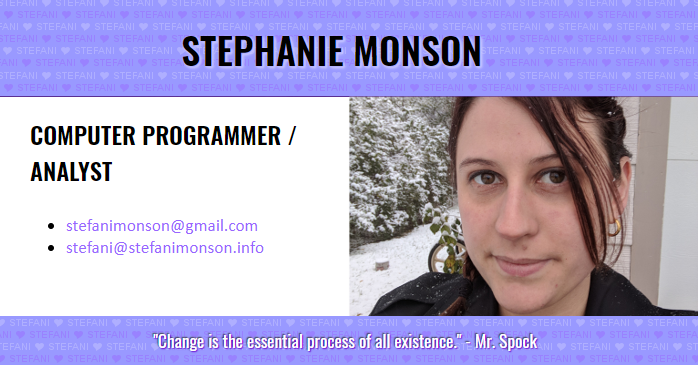 STEPHANIE MONSON
COMPUTER PROGRAMMER /
ANALYST
stefanimonson@gmail.com
stefani@stefanimonson.info
"Change is the essential process of all existence." - Mr. Spock